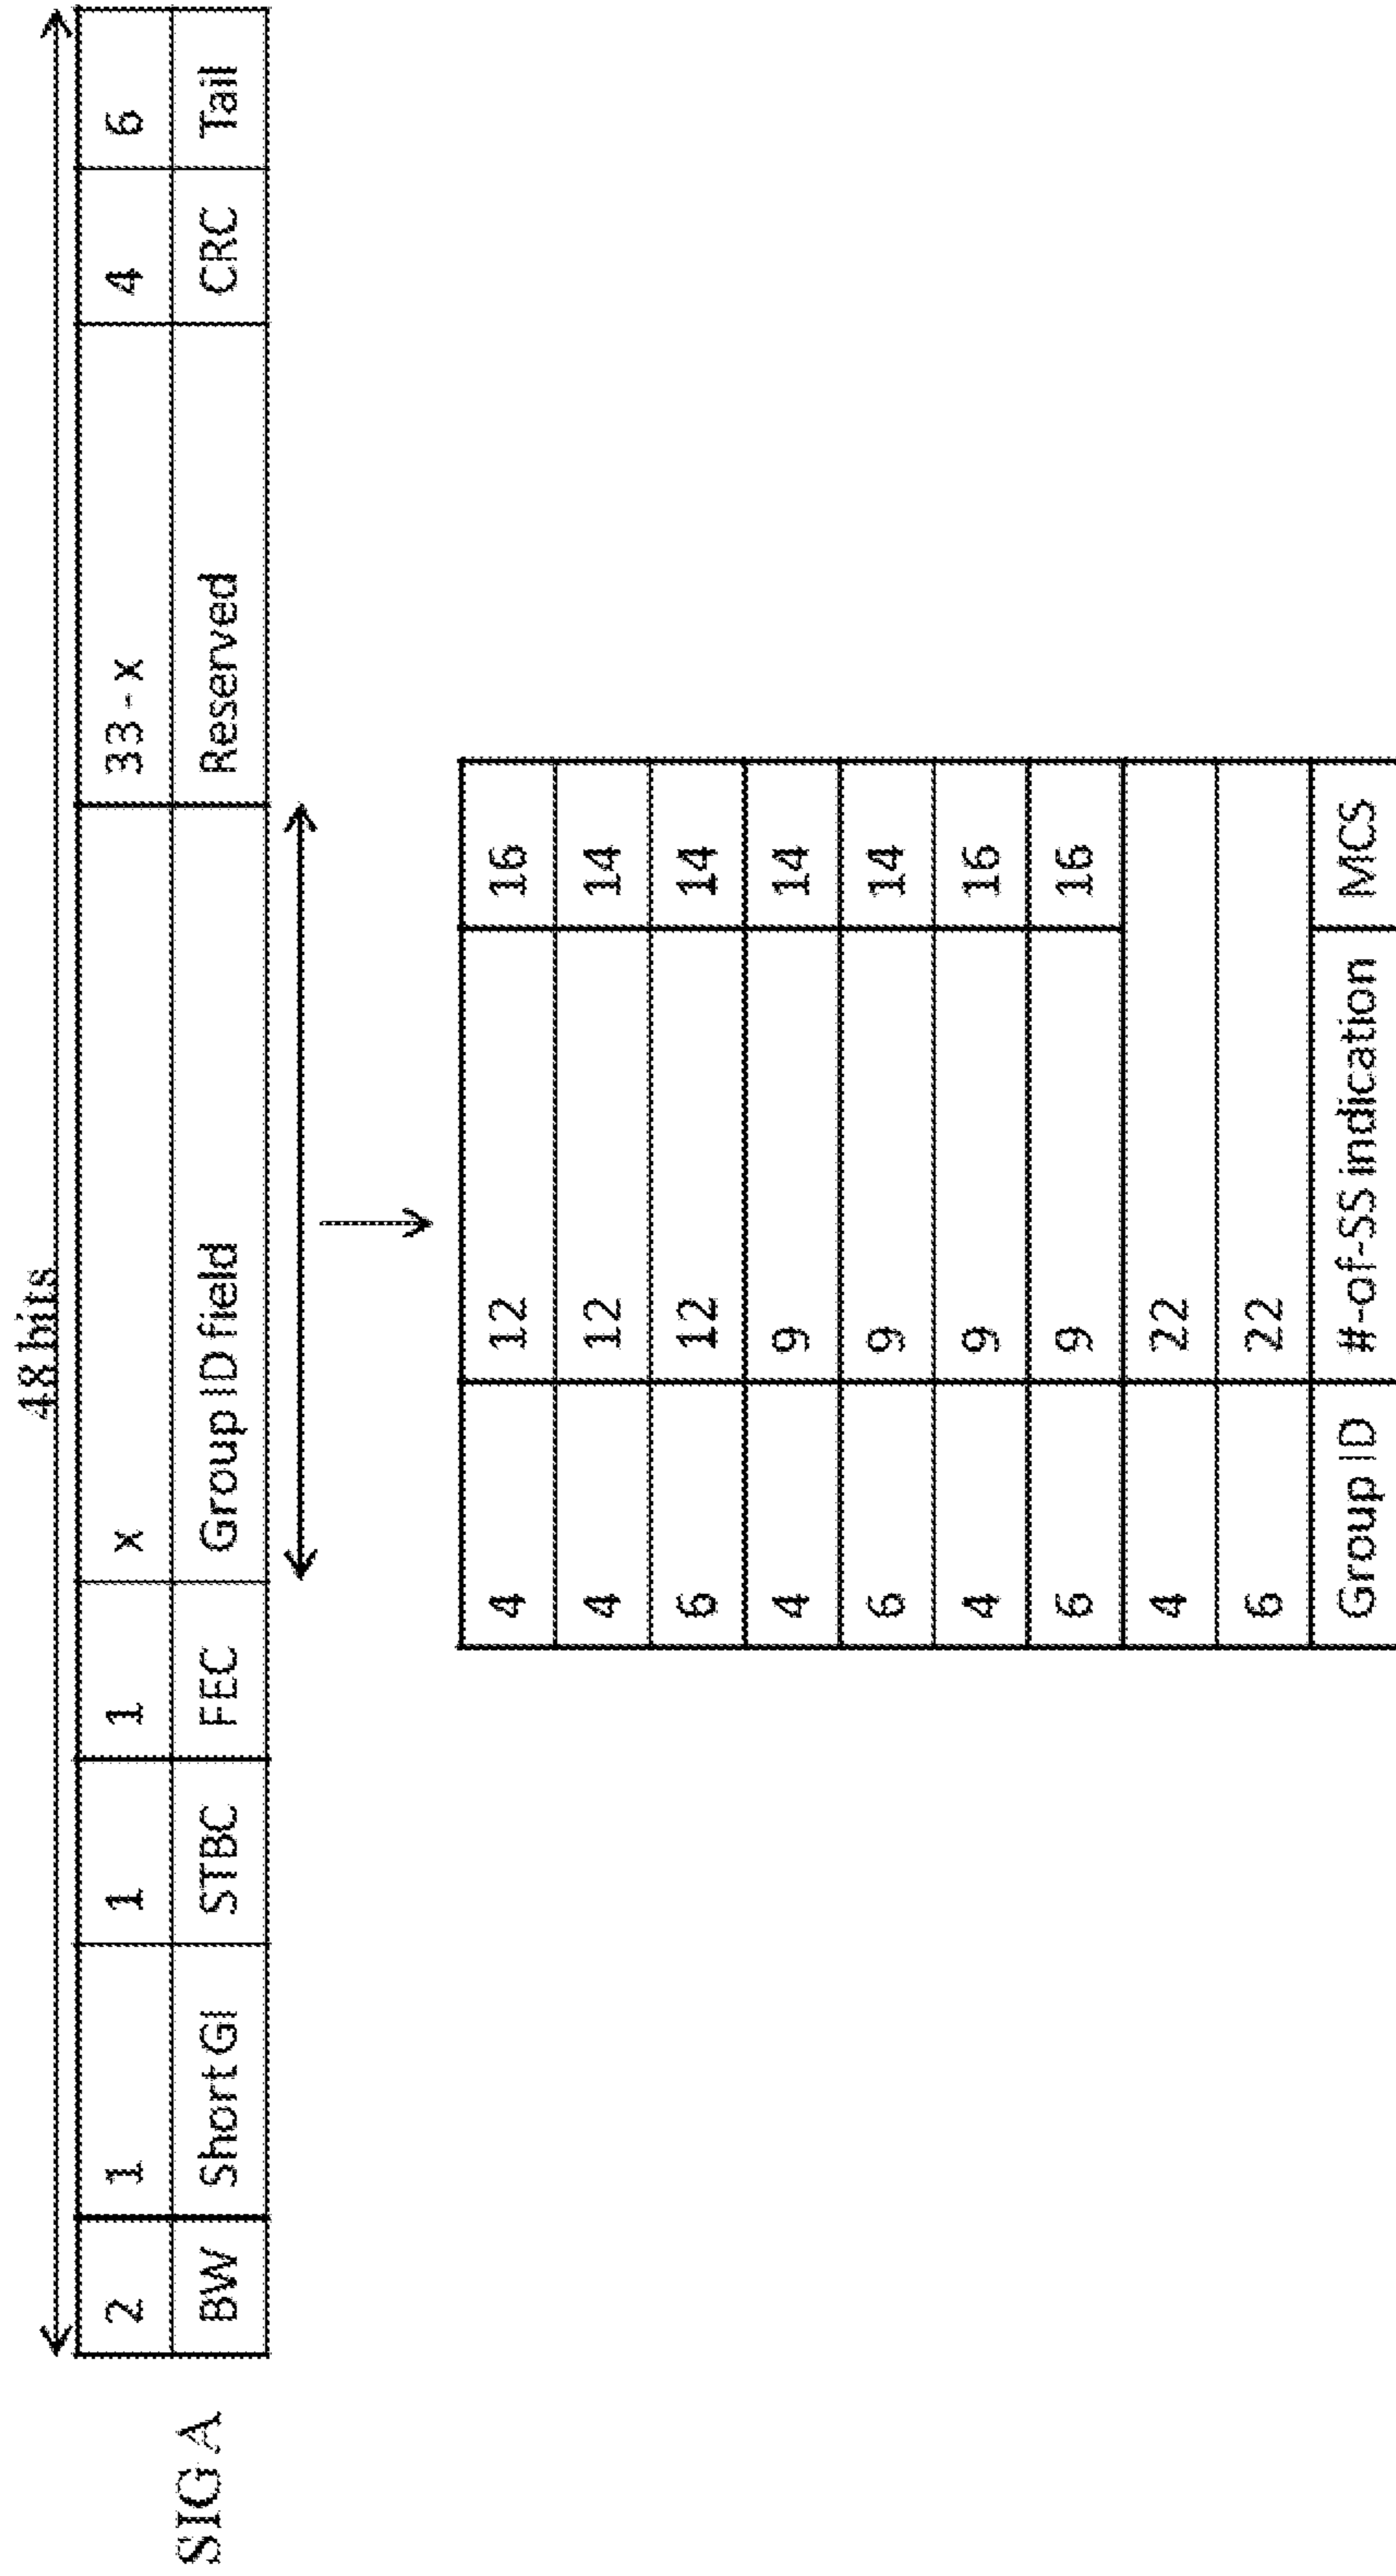 48 bits
2 1 1 1 x 33 - x 4 6
SIG A BW Short GI STBC FEC Group ID field Reserved CRC Tail
4 12 16
4 12 14
6 12 14
4 9 14
6 9 14
4 9 16
6 9 16
4 22
6 22
Group ID #-of-SS indication MCS